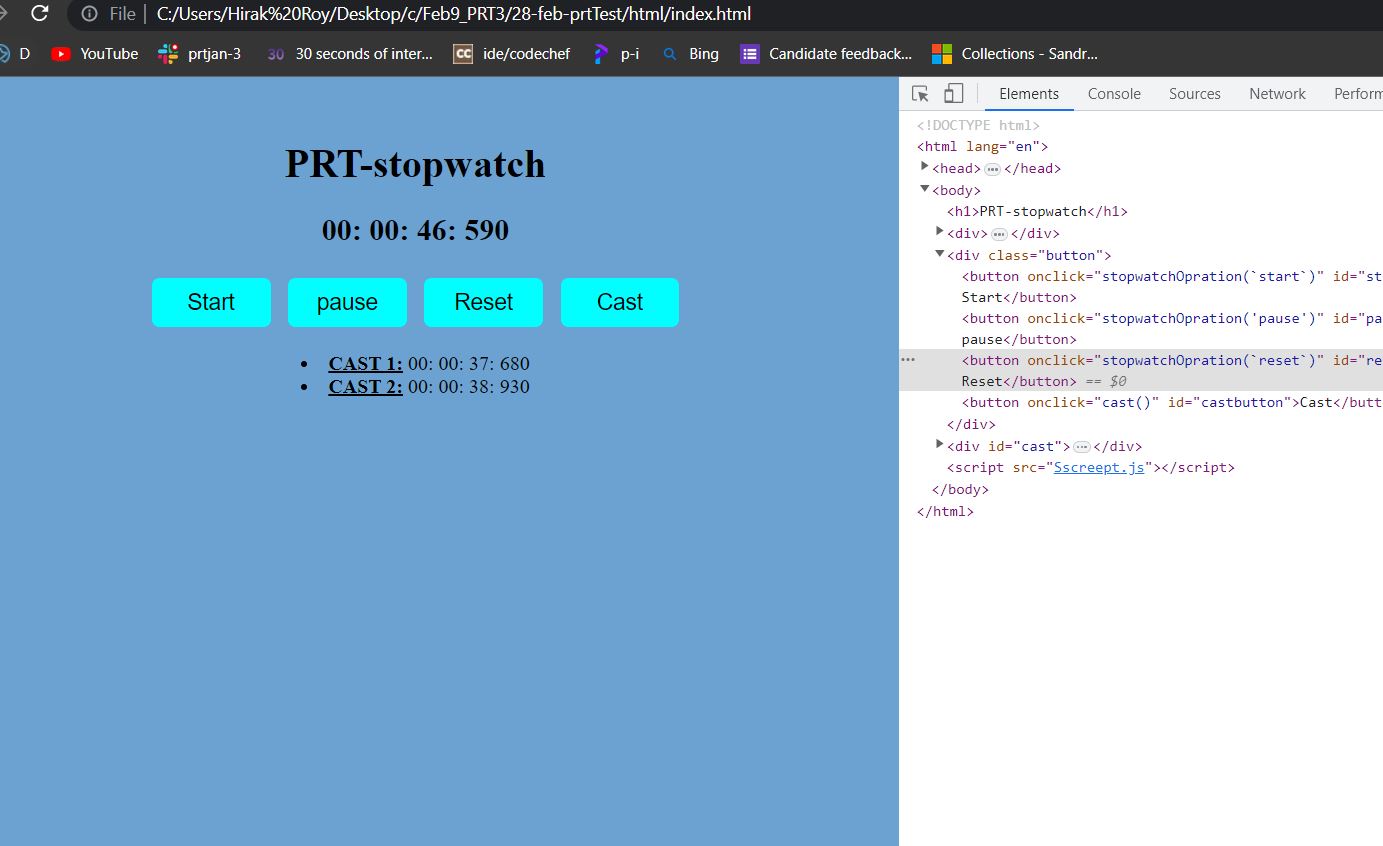 File | C:/Users/Hirak%20Roy/Desktop/c/Feb9_PRT3/28-feb-prtTest/html/index.html
D YouTube prtjan-3 30 30 seconds of inter... CC ide/codechef p-i Bing Candidate feedback... Collections - Sandr...
PRT-stopwatch
00: 00: 46: 590
Start pause Reset Cast
• CAST 1: 00: 00: 37: 680
• CAST 2: 00: 00: 38: 930
Elements Console Sources Network Perform
<!DOCTYPE html>
<html lang="en">
<head>…</head>
<body>
<h1>PRT-stopwatch</h1>
<div>…</div>
<div class="button">
<button onclick="stopwatchOpration(`start`)" id="st
Start</button>
<button onclick="stopwatchOpration('pause')" id="pa
pause</button>
<button onclick="stopwatchOpration(`reset`)" id="re
Reset</button> == $0
<button onclick="cast()" id="castbutton">Cast</butt
</div>
<div id="cast">…</div>
<script src="Sscreept.js"></script>
</body>
</html>